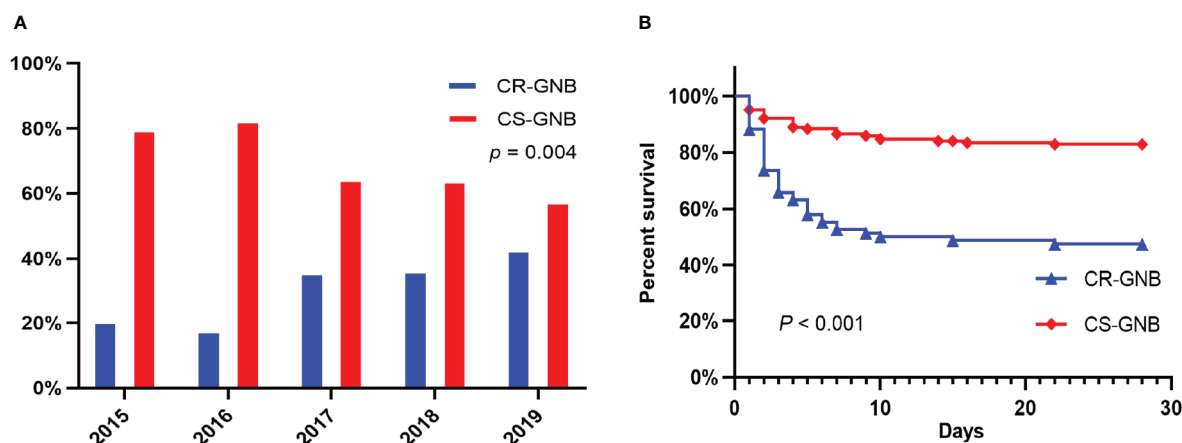 A
100%
80%
60%
40%
20%
0%
CR-GNB
CS-GNB
p = 0.004
2015
2016
2017
2018
2019
B
Percent survival
100%
80%
60%
40%
20%
0%
CR-GNB
CS-GNB
P < 0.001
0
10
20
30
Days